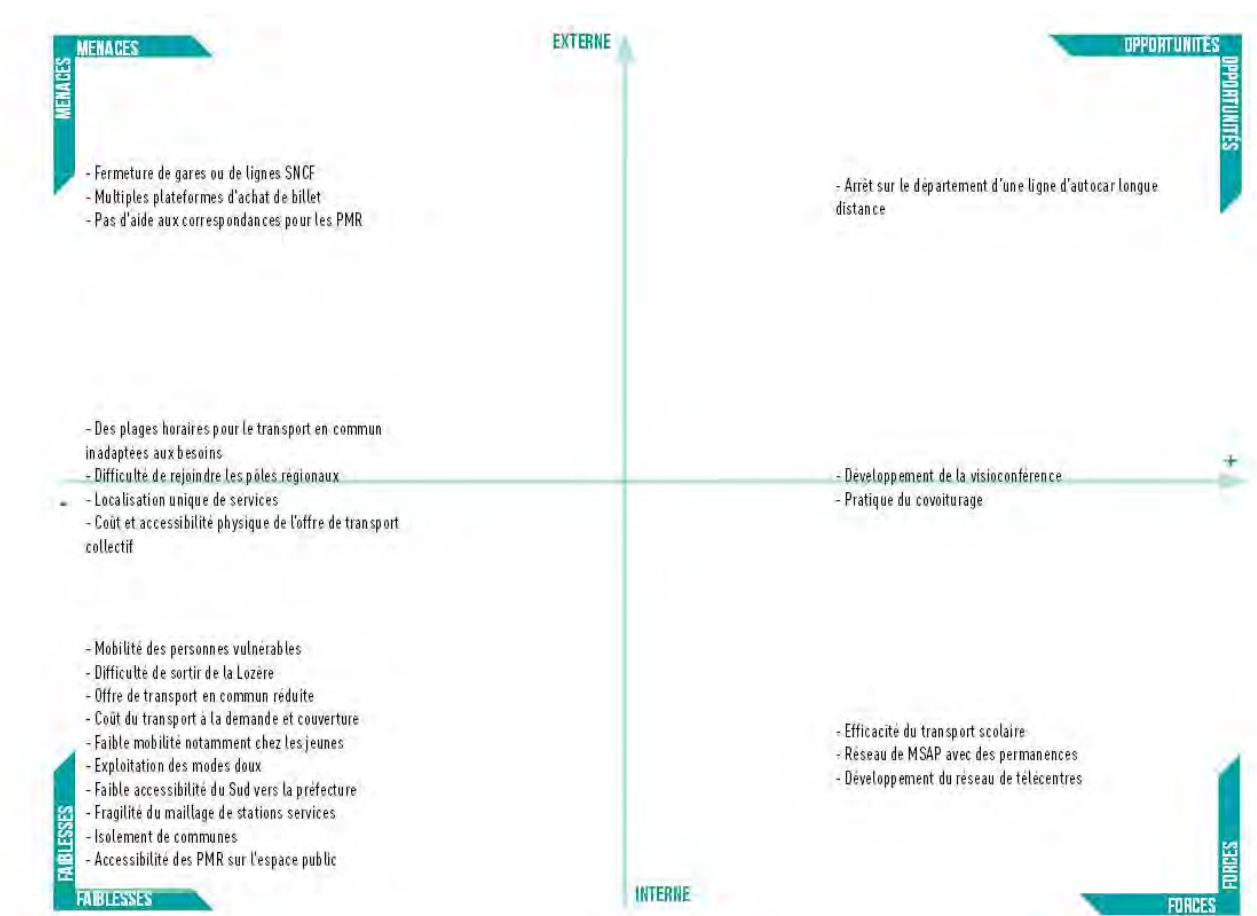 MENACES
MENACES
EXTERNE
OPPORTUNITÉS
OPPORTUNITÉS
- Fermeture de gares ou de lignes SNCF
- Multiples plateformes d'achat de billet
- Pas d'aide aux correspondances pour les PMR
- Arrêt sur le département d'une ligne d'autocar longue
distance
- Des plages horaires pour le transport en commun
inadaptées aux besoins
- Difficulté de rejoindre les pôles régionaux
- Localisation unique de services
- Coût et accessibilité physique de l'offre de transport
collectif
-
+
- Développement de la visioconférence
- Pratique du covoiturage
- Mobilité des personnes vulnérables
- Difficulté de sortir de la Lozère
- Offre de transport en commun réduite
- Coût du transport à la demande et couverture
- Faible mobilité notamment chez les jeunes
- Exploitation des modes doux
- Faible accessibilité du Sud vers la préfecture
- Fragilité du maillage de stations services
- Isolement de communes
- Accessibilité des PMR sur l'espace public
- Efficacité du transport scolaire
- Réseau de MSAP avec des permanences
- Développement du réseau de télécentres
FAIBLESSES
FAIBLESSES
INTERNE
FORCES
FORCES